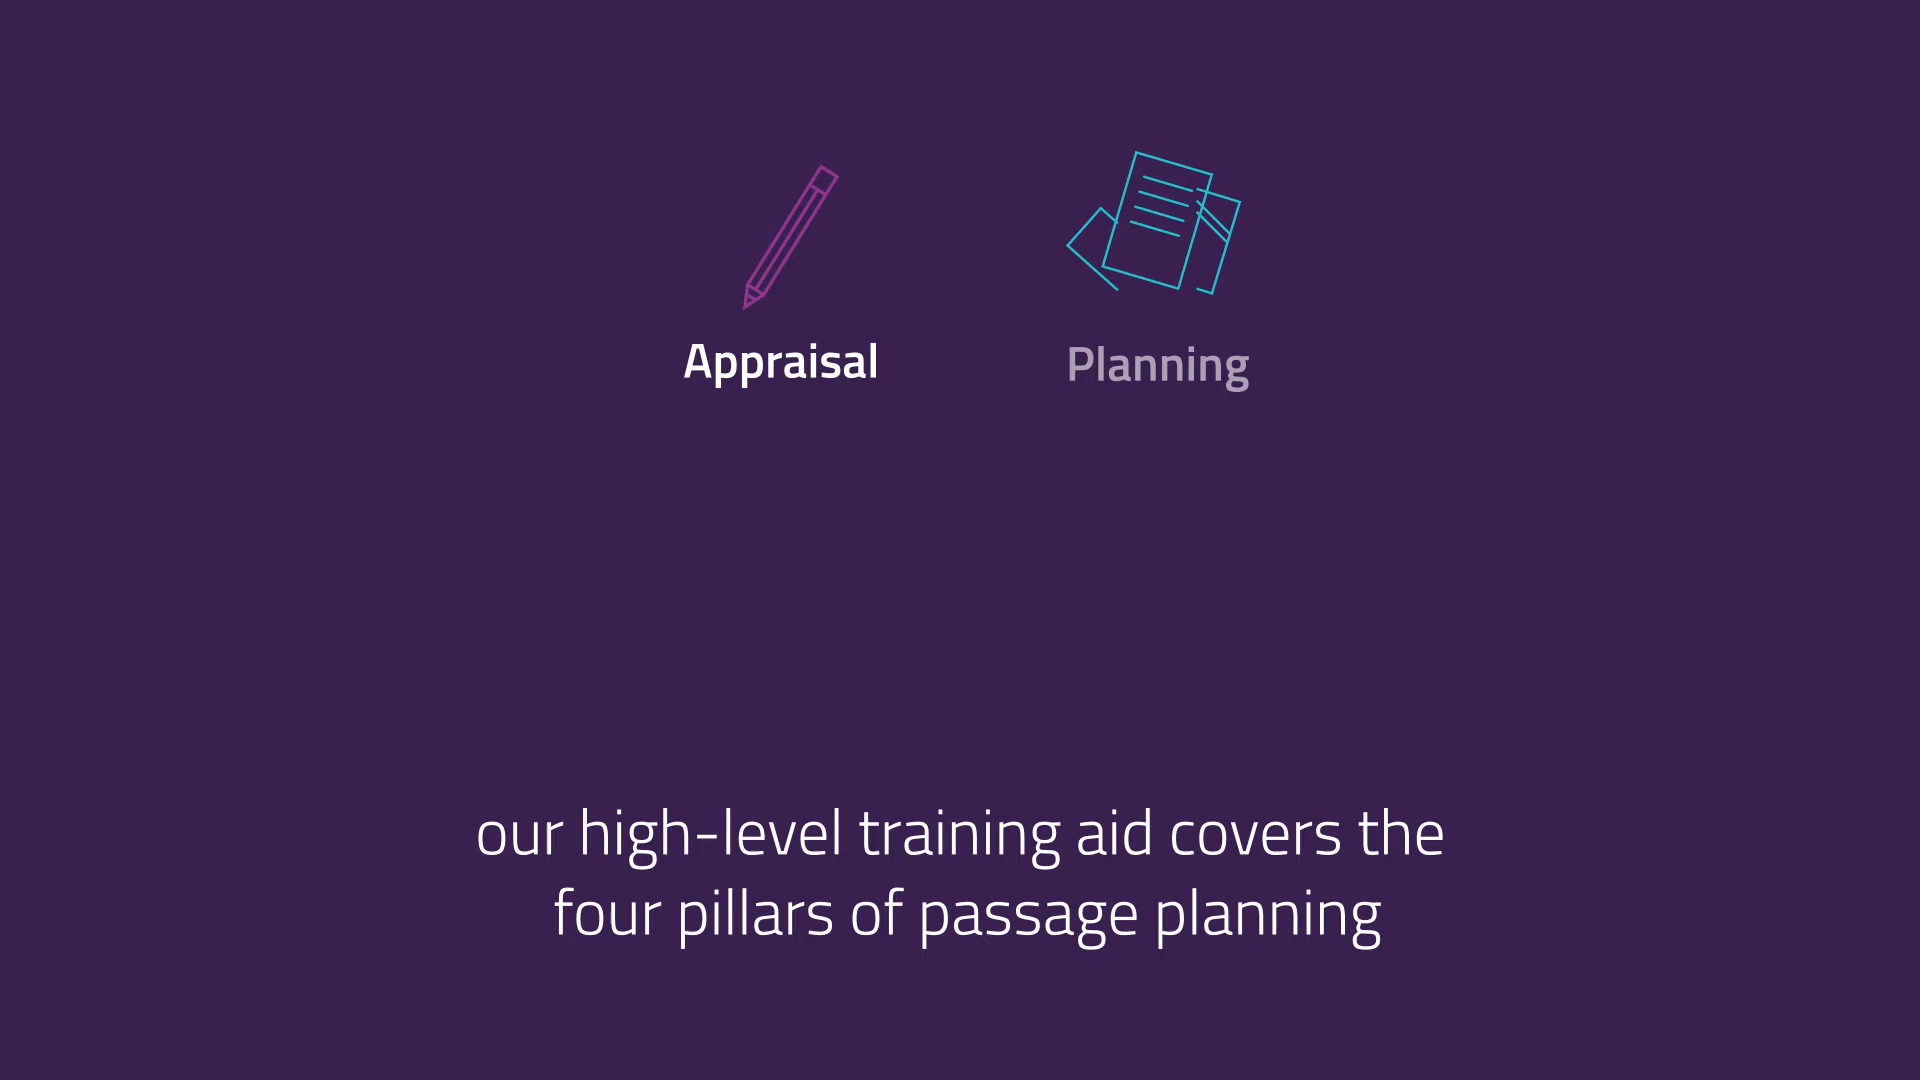 Appraisal
Planning
our high-level training aid covers the
four pillars of passage planning